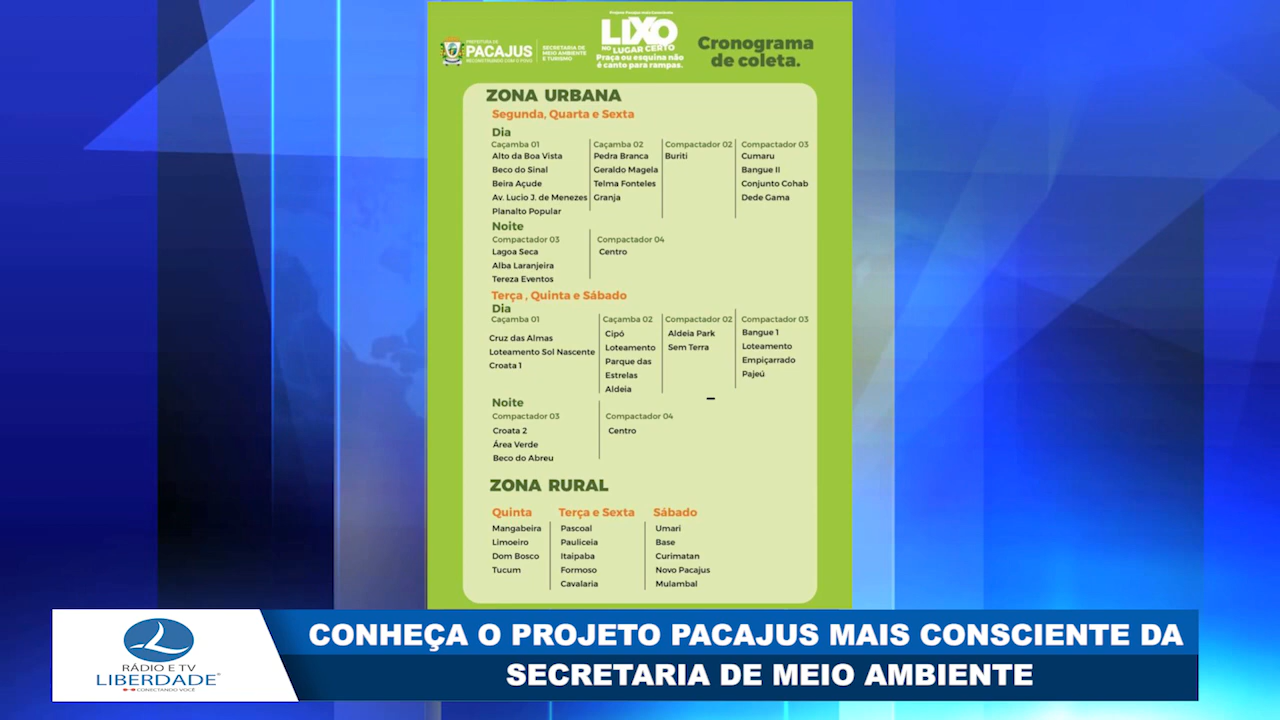 Projeto Pacajus mais Consciente
PREFEITURA DE
PACAJUS
RECONSTRUINDO COM O POVO
SECRETARIA DE
MEIO AMBIENTE
E TURISMO
LIXO
NO LUGAR CERTO
Praça ou esquina não
é canto para rampas.
Cronograma
de coleta.
ZONA URBANA
Segunda, Quarta e Sexta
Dia
Caçamba 01
Alto da Boa Vista
Beco do Sinal
Beira Açude
Av. Lucio J. de Menezes
Planalto Popular
Caçamba 02
Pedra Branca
Geraldo Magela
Telma Fonteles
Granja
Compactador 02
Buriti
Compactador 03
Cumaru
Bangue II
Conjunto Cohab
Dede Gama
Noite
Compactador 03
Lagoa Seca
Alba Laranjeira
Tereza Eventos
Compactador 04
Centro
Terça , Quinta e Sábado
Dia
Caçamba 01
Cruz das Almas
Loteamento Sol Nascente
Croata 1
Caçamba 02
Cipó
Loteamento
Parque das
Estrelas
Aldeia
Compactador 02
Aldeia Park
Sem Terra
Compactador 03
Bangue 1
Loteamento
Empiçarrado
Pajeú
Noite
Compactador 03
Croata 2
Área Verde
Beco do Abreu
Compactador 04
Centro
ZONA RURAL
Quinta
Mangabeira
Limoeiro
Dom Bosco
Tucum
Terça e Sexta
Pascoal
Pauliceia
Itaipaba
Formoso
Cavalaria
Sábado
Umari
Base
Curimatan
Novo Pacajus
Mulambal
RÁDIO E TV
LIBERDADE
CONECTANDO VOCÊ
CONHEÇA O PROJETO PACAJUS MAIS CONSCIENTE DA
SECRETARIA DE MEIO AMBIENTE